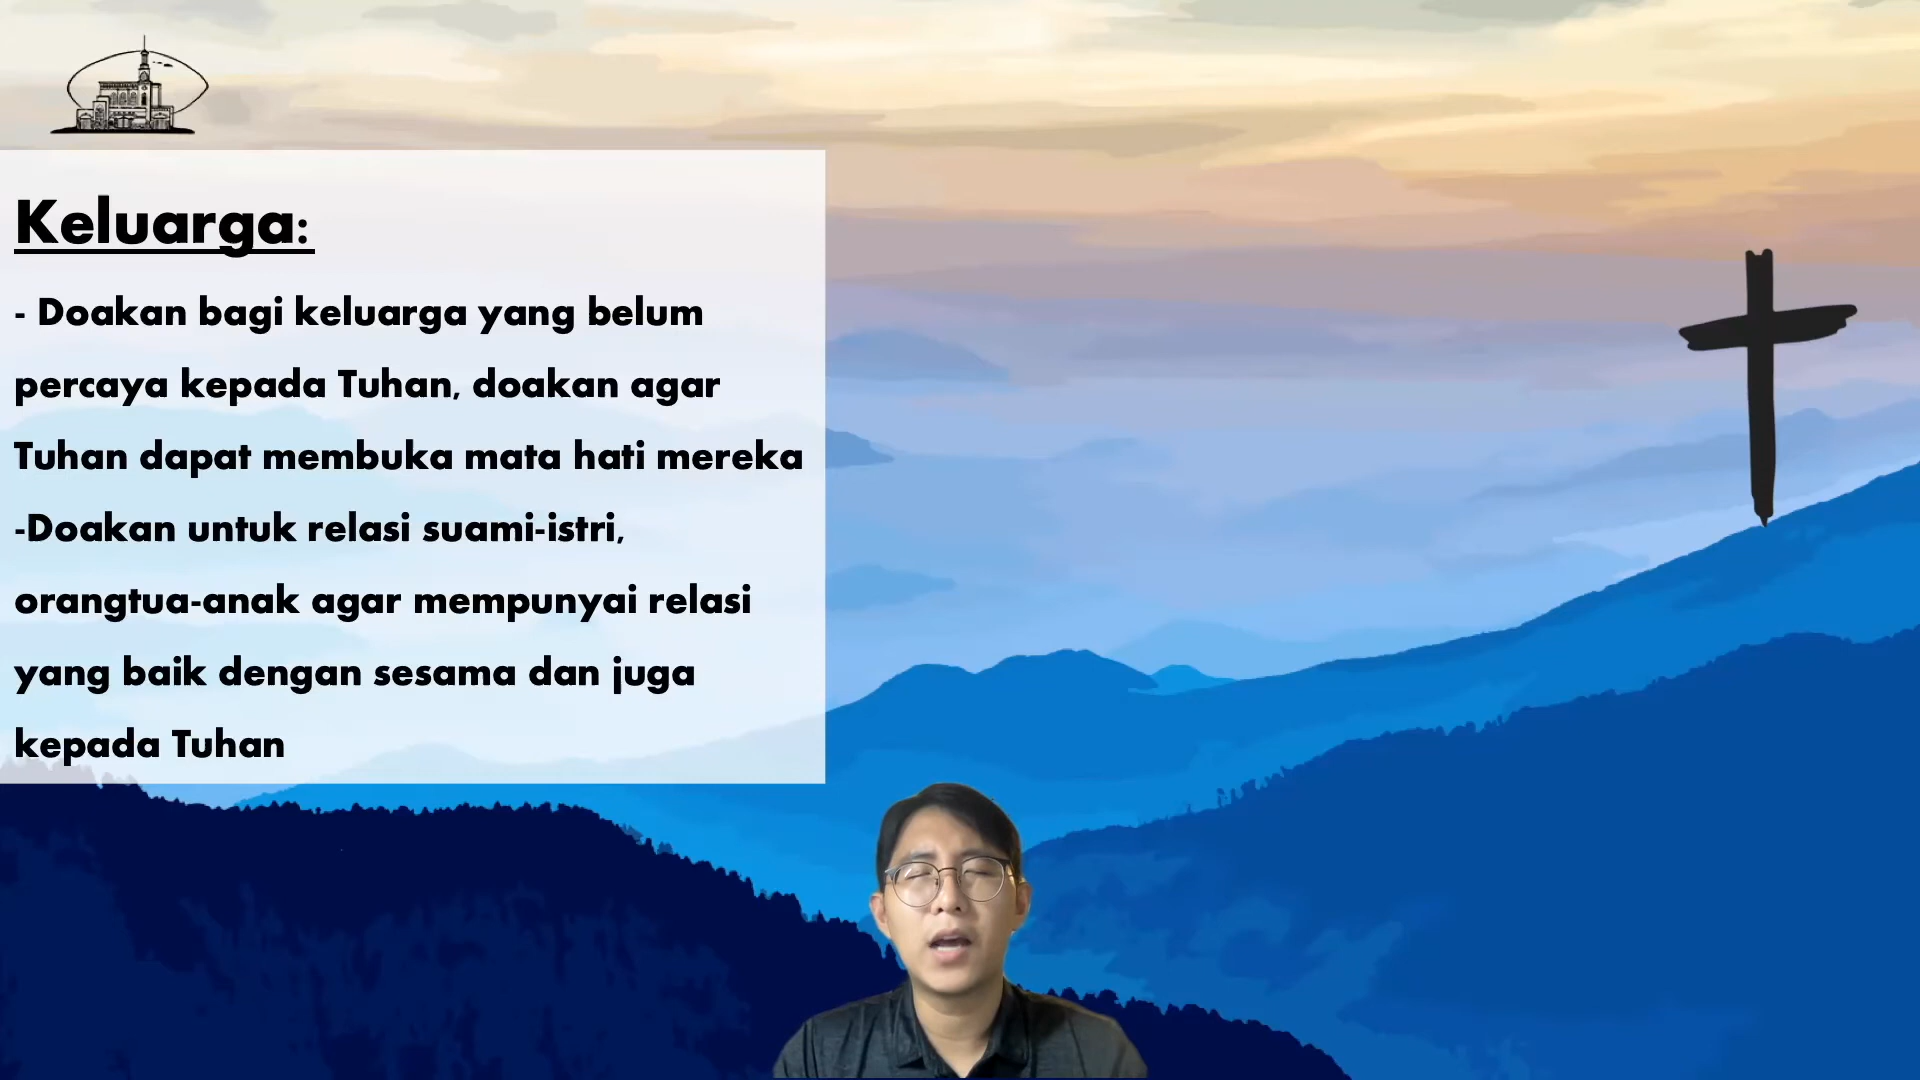 Keluarga:
- Doakan bagi keluarga yang belum
percaya kepada Tuhan, doakan agar
Tuhan dapat membuka mata hati mereka
-Doakan untuk relasi suami-istri,
orangtua-anak agar mempunyai relasi
yang baik dengan sesama dan juga
kepada Tuhan